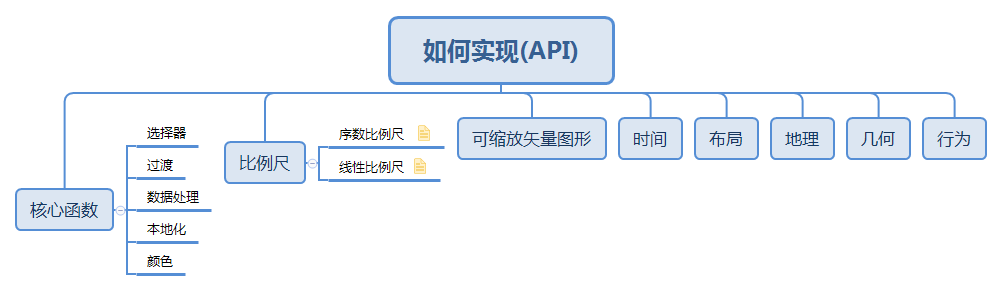 如何实现(API)
核心函数
选择器
过渡
数据处理
本地化
颜色
比例尺
序数比例尺
线性比例尺
可缩放矢量图形
时间
布局
地理
几何
行为